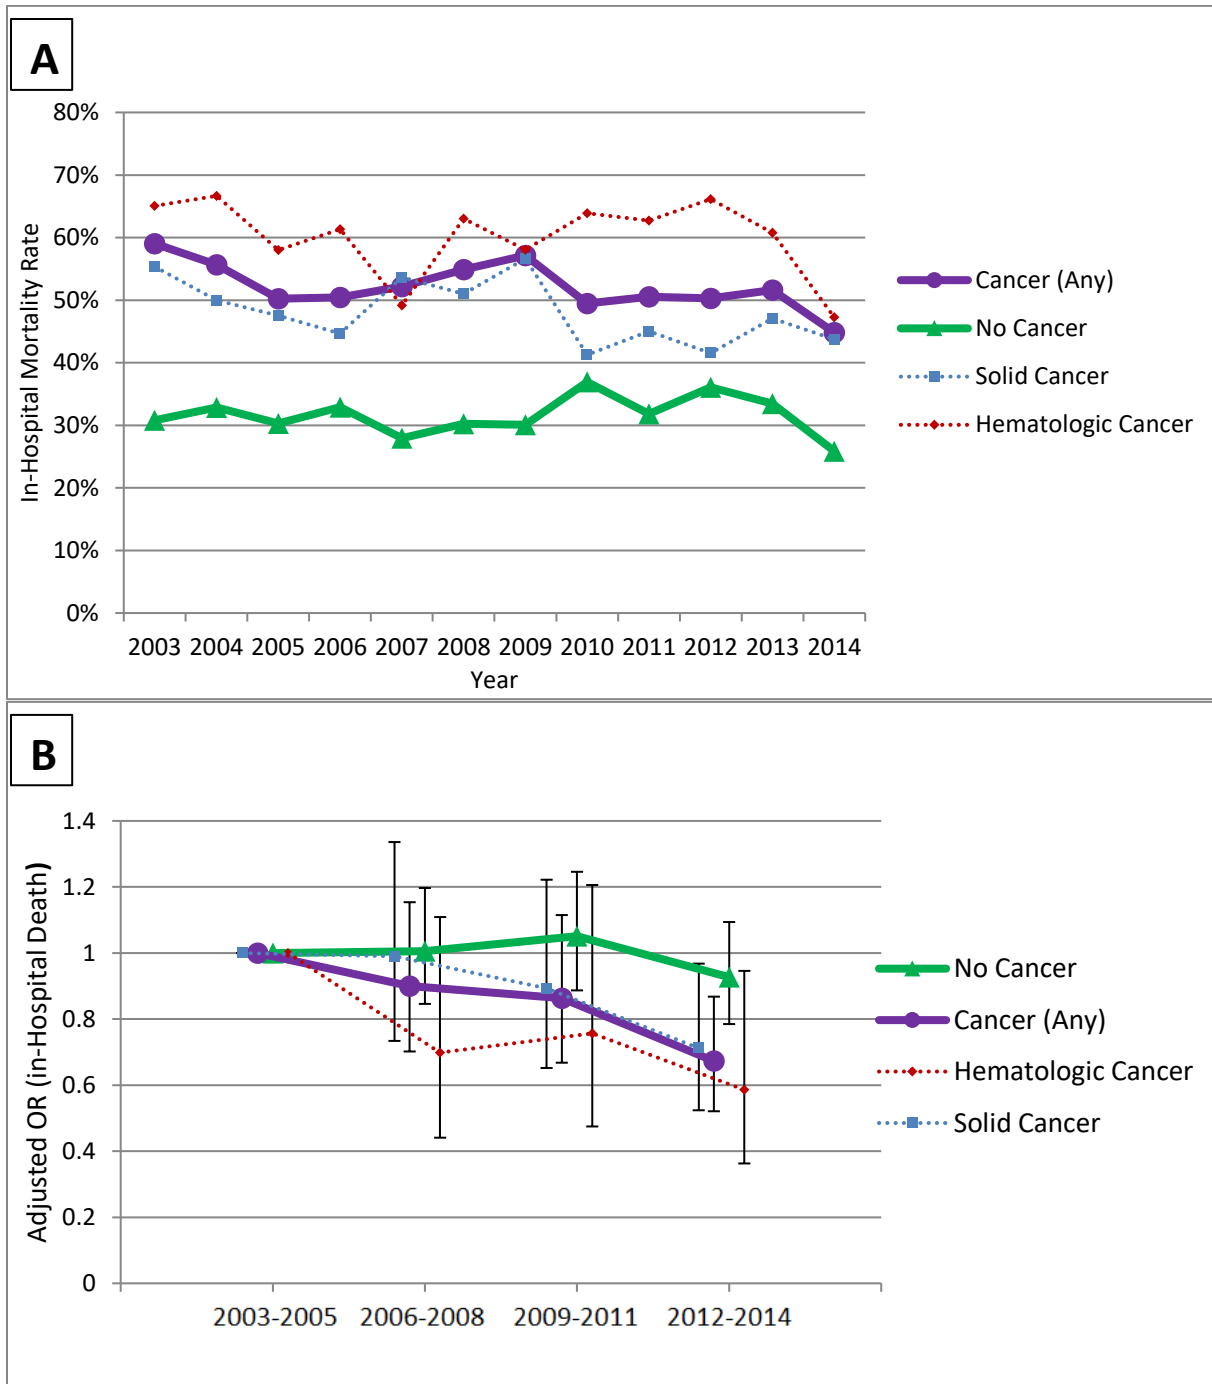 A
80%
70%
60%
50%
40%
30%
20%
10%
0%
In-Hospital Mortality Rate
2003 2004 2005 2006 2007 2008 2009 2010 2011 2012 2013 2014
Year
Cancer (Any)
No Cancer
Solid Cancer
Hematologic Cancer
B
1.4
1.2
1
0.8
0.6
0.4
0.2
0
Adjusted OR (in-Hospital Death)
2003-2005 2006-2008 2009-2011 2012-2014
No Cancer
Cancer (Any)
Hematologic Cancer
Solid Cancer